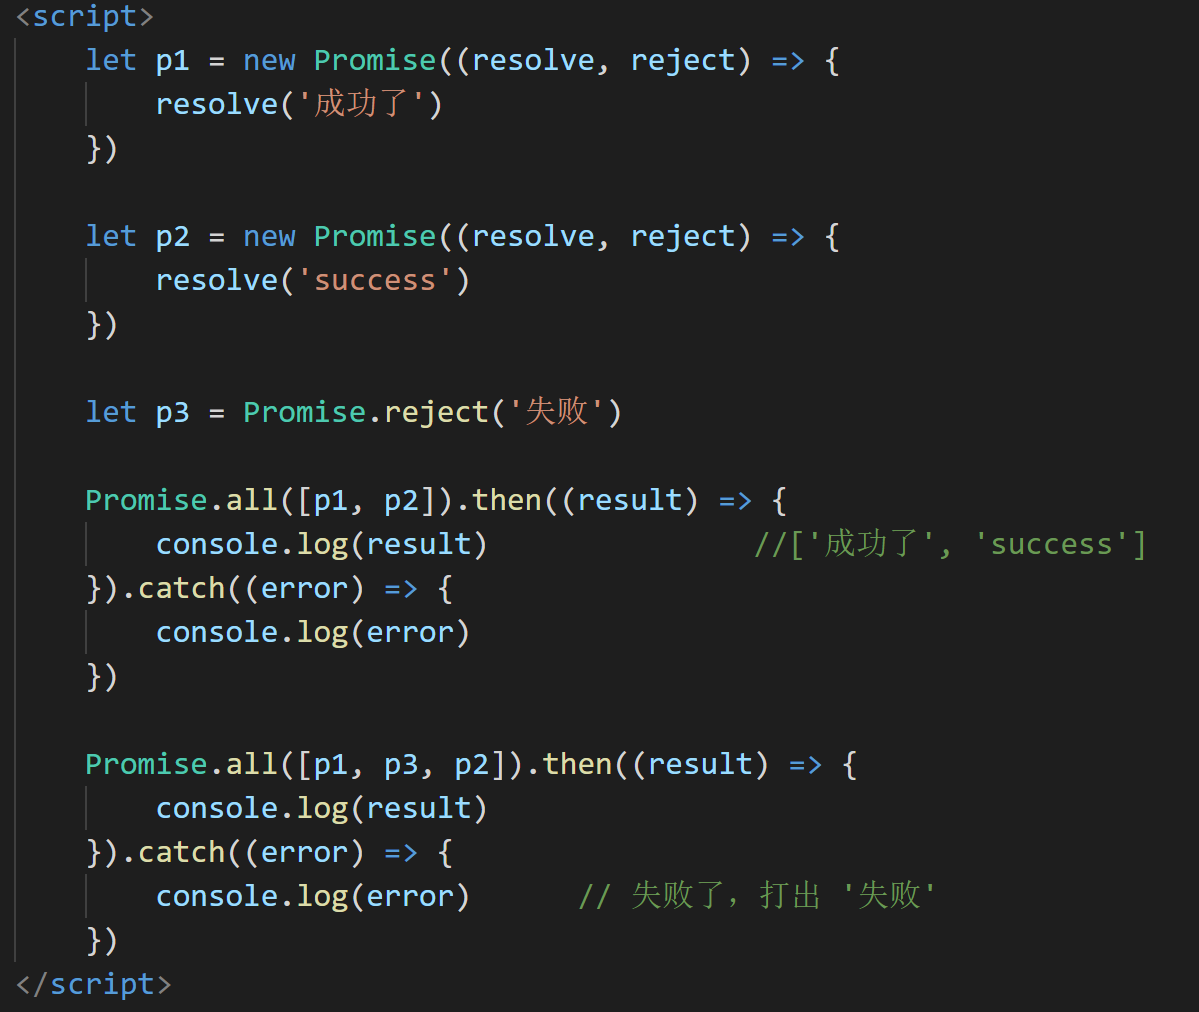 <script>
    let p1 = new Promise((resolve, reject) => {
        resolve('成功了')
    })

    let p2 = new Promise((resolve, reject) => {
        resolve('success')
    })

    let p3 = Promise.reject('失败')

    Promise.all([p1, p2]).then((result) => {
        console.log(result)               //['成功了', 'success']
    }).catch((error) => {
        console.log(error)
    })

    Promise.all([p1, p3, p2]).then((result) => {
        console.log(result)
    }).catch((error) => {
        console.log(error)      // 失败了，打出 '失败'
    })
</script>